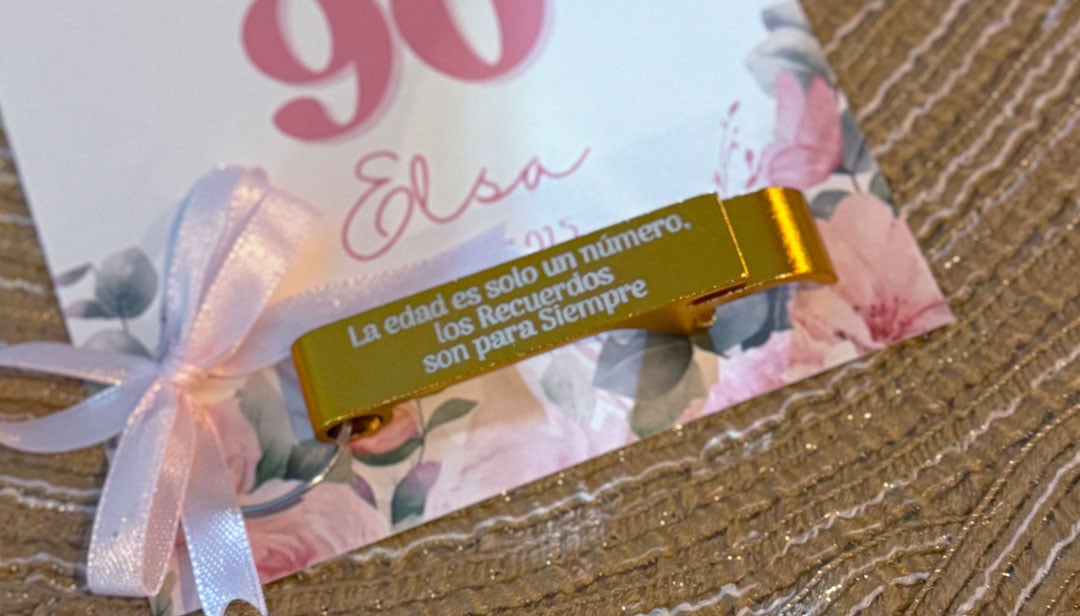 90
Elsa
La edad es solo un número,
los Recuerdos
son para Siempre